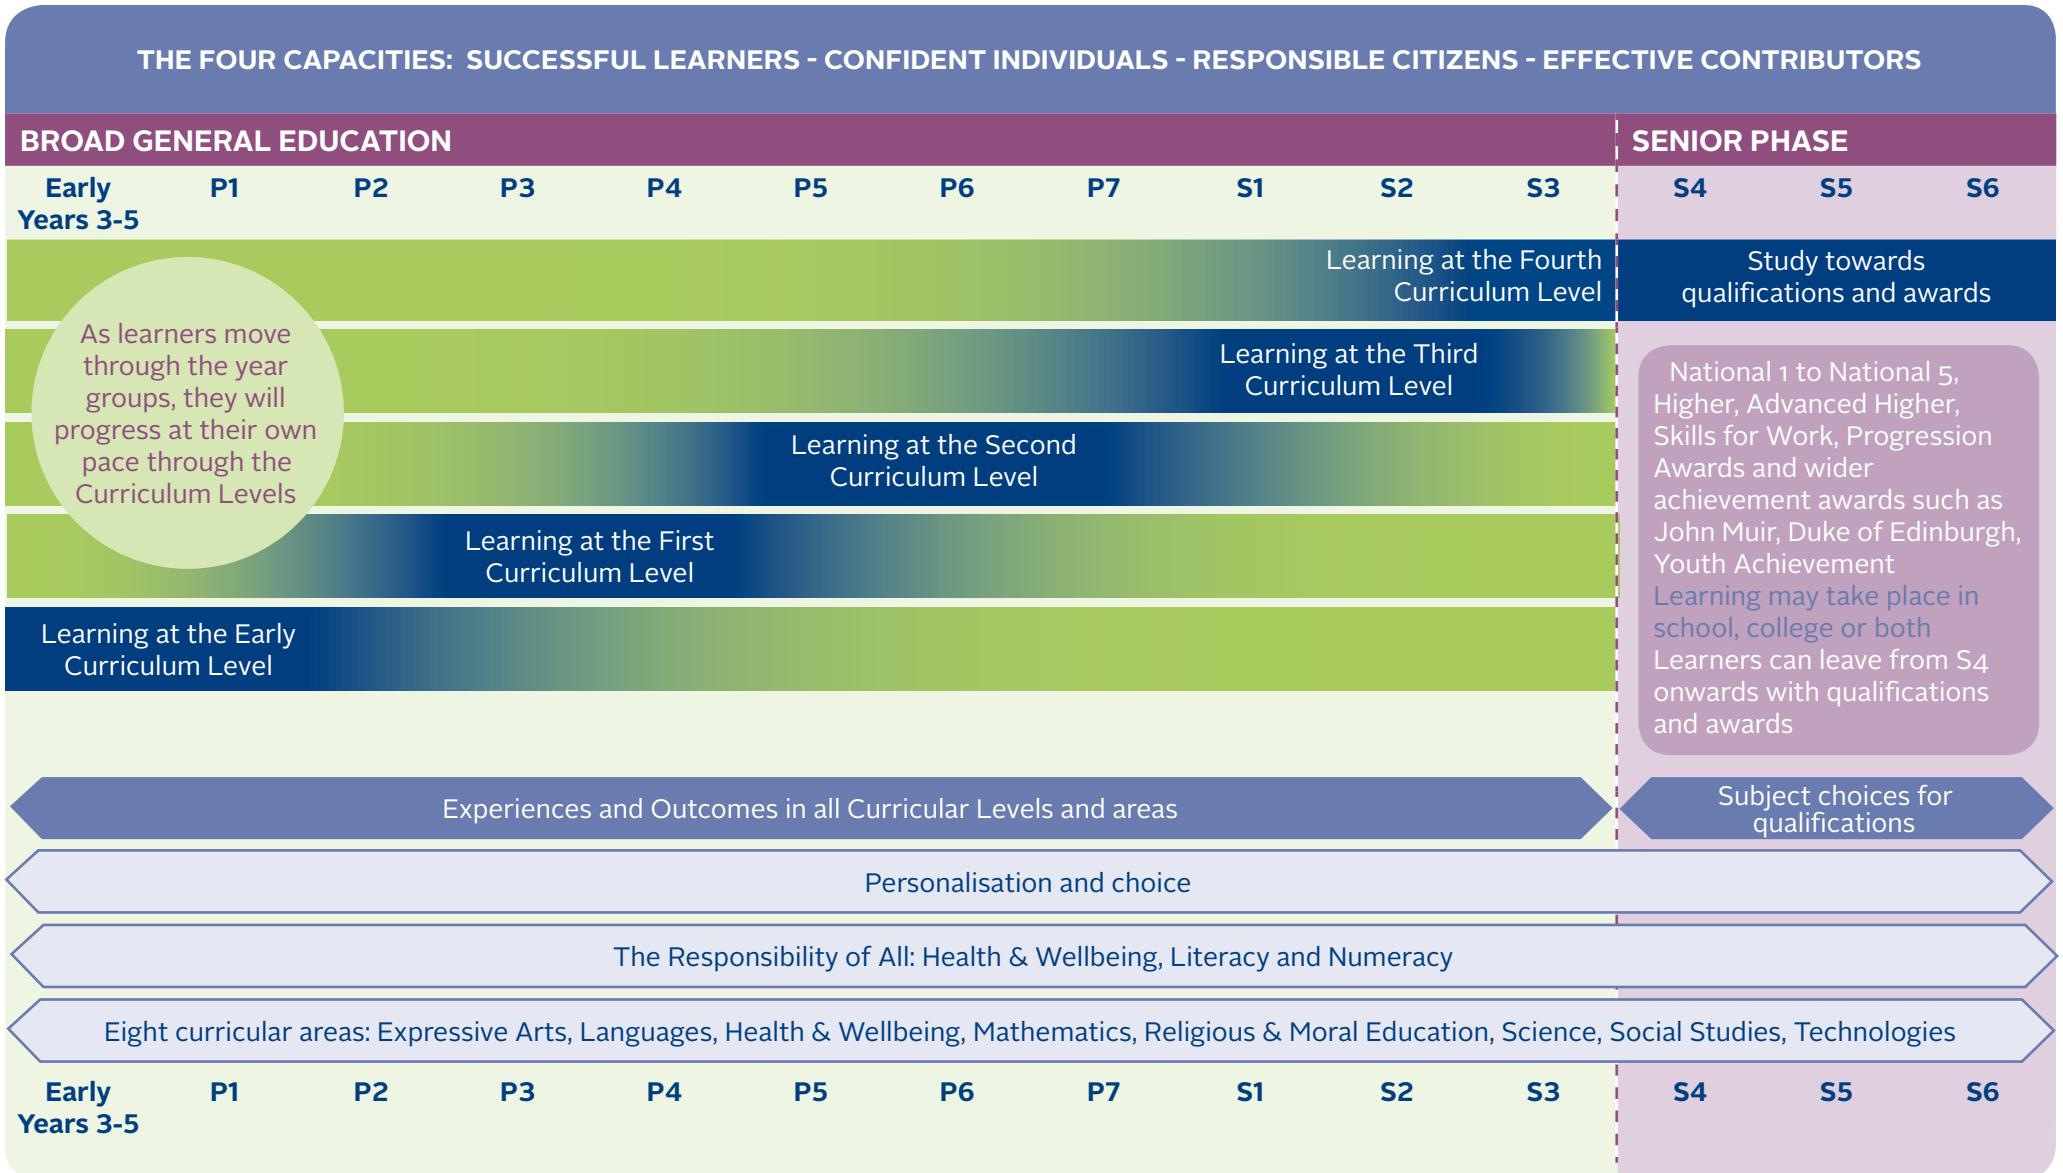 THE FOUR CAPACITIES: SUCCESSFUL LEARNERS - CONFIDENT INDIVIDUALS - RESPONSIBLE CITIZENS - EFFECTIVE CONTRIBUTORS
BROAD GENERAL EDUCATION
SENIOR PHASE
Early Years 3-5 P1 P2 P3 P4 P5 P6 P7 S1 S2 S3 S4 S5 S6
Learning at the Fourth
Curriculum Level
Study towards
qualifications and awards
As learners move
through the year
groups, they will
progress at their own
pace through the
Curriculum Levels
Learning at the Third
Curriculum Level
Learning at the Second
Curriculum Level
Learning at the First
Curriculum Level
Learning at the Early
Curriculum Level
National 1 to National 5,
Higher, Advanced Higher,
Skills for Work, Progression
Awards and wider
achievement awards such as
John Muir, Duke of Edinburgh,
Youth Achievement
Learning may take place in
school, college or both
Learners can leave from S4
onwards with qualifications
and awards
Experiences and Outcomes in all Curricular Levels and areas
Subject choices for
qualifications
Personalisation and choice
The Responsibility of All: Health & Wellbeing, Literacy and Numeracy
Eight curricular areas: Expressive Arts, Languages, Health & Wellbeing, Mathematics, Religious & Moral Education, Science, Social Studies, Technologies
Early Years 3-5 P1 P2 P3 P4 P5 P6 P7 S1 S2 S3 S4 S5 S6